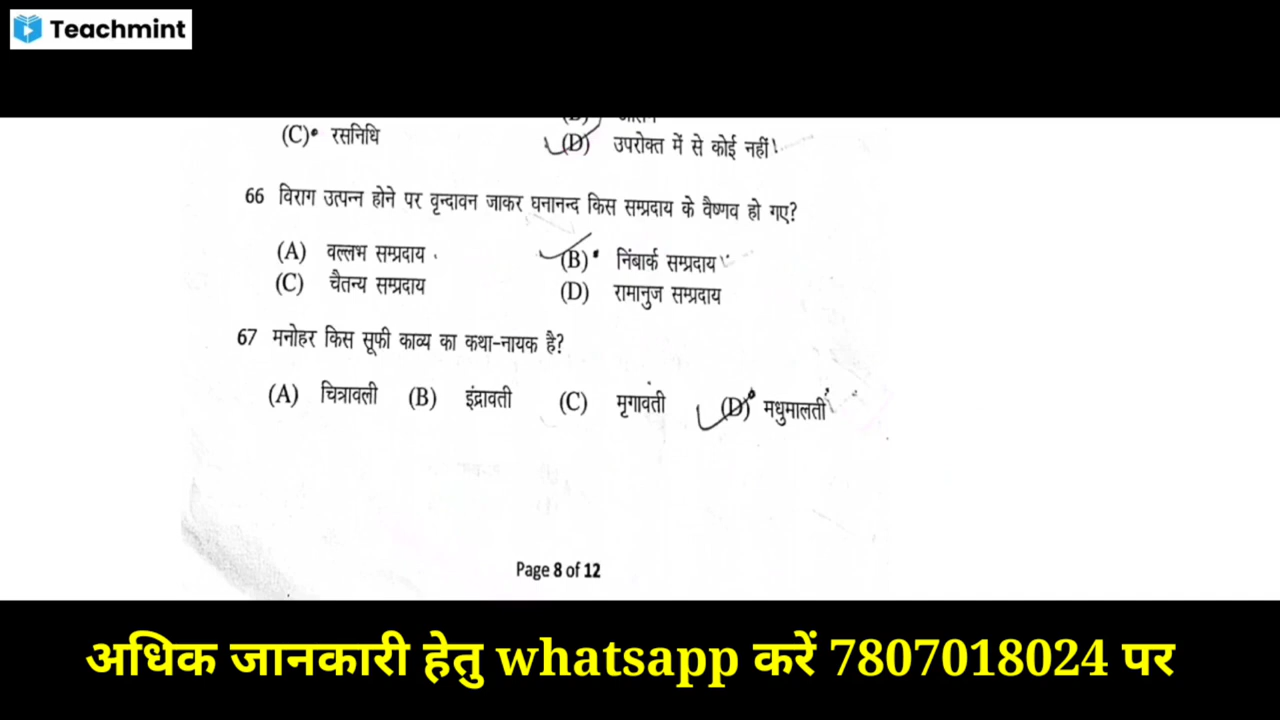 Teachmint
(C) रसनिधि (D) उपरोक्त में से कोई नहीं
66 विराग उत्पन्न होने पर वृन्दावन जाकर घनानन्द किस सम्प्रदाय के वैष्णव हो गए?
(A) वल्लभ सम्प्रदाय (B) निंबार्क सम्प्रदाय
(C) चैतन्य सम्प्रदाय (D) रामानुज सम्प्रदाय
67 मनोहर किस सूफी काव्य का कथा-नायक है?
(A) चित्रावली (B) इंद्रावती (C) मृगावती (D) मधुमालती
Page 8 of 12
अधिक जानकारी हेतु whatsapp करें 7807018024 पर